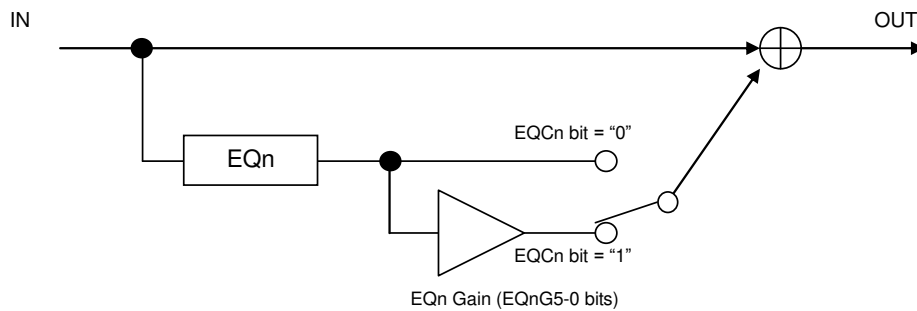 IN
OUT
EQCn bit = “0”
EQn
EQCn bit = “1”
EQn Gain (EQnG5-0 bits)